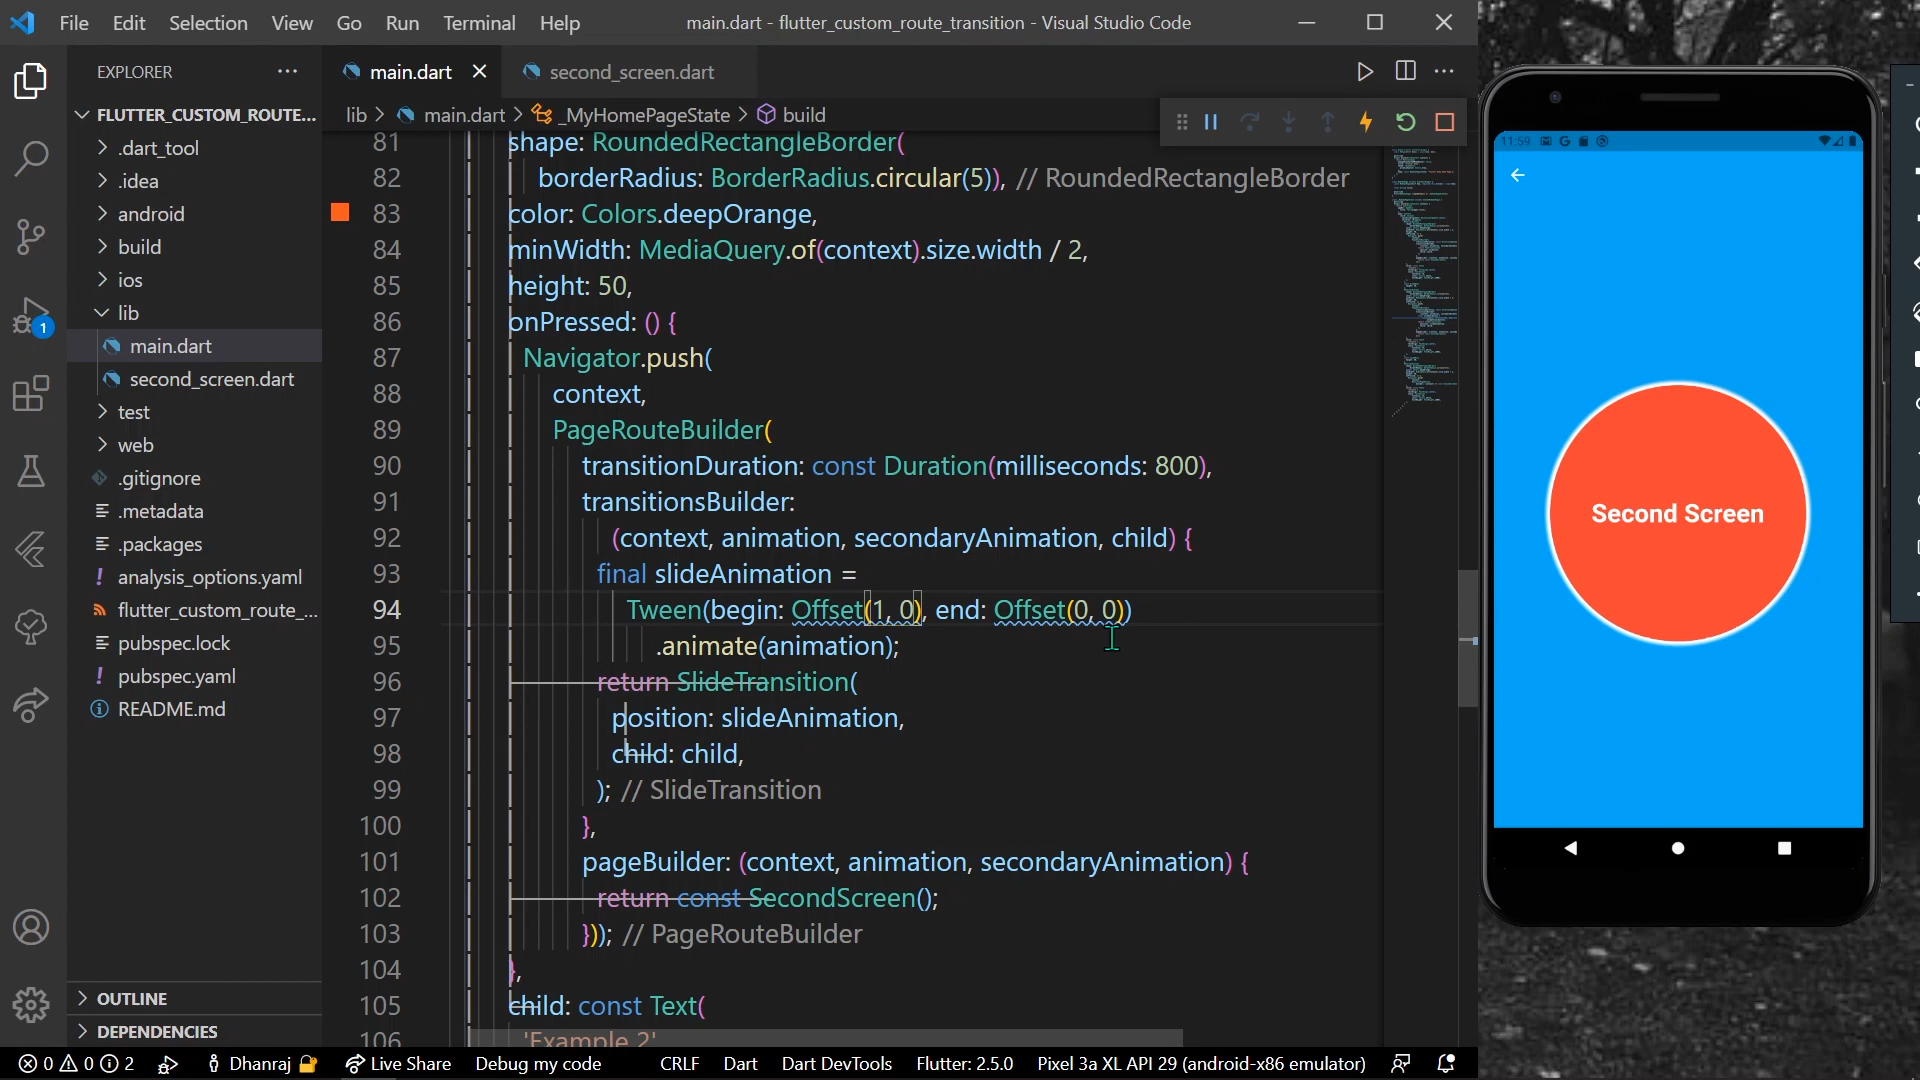 File Edit Selection View Go Run Terminal Help
main.dart - flutter_custom_route_transition - Visual Studio Code
EXPLORER
main.dart
second_screen.dart
FLUTTER_CUSTOM_ROUTE...
lib > main.dart > _MyHomePageState > build
.dart_tool
.idea
android
build
ios
lib
main.dart
second_screen.dart
test
web
.gitignore
.metadata
.packages
analysis_options.yaml
flutter_custom_route_...
pubspec.lock
pubspec.yaml
README.md
OUTLINE
DEPENDENCIES
1
81 shape: RoundedRectangleBorder(
82 borderRadius: BorderRadius.circular(5)), // RoundedRectangleBorder
83 color: Colors.deepOrange,
84 minWidth: MediaQuery.of(context).size.width / 2,
85 height: 50,
86 onPressed: () {
87 Navigator.push(
88 context,
89 PageRouteBuilder(
90 transitionDuration: const Duration(milliseconds: 800),
91 transitionsBuilder:
92 (context, animation, secondaryAnimation, child) {
93 final slideAnimation =
94 Tween(begin: Offset(1, 0), end: Offset(0, 0))
95 .animate(animation);
96 return SlideTransition(
97 position: slideAnimation,
98 child: child,
99 ); // SlideTransition
100 },
101 pageBuilder: (context, animation, secondaryAnimation) {
102 return const SecondScreen();
103 })); // PageRouteBuilder
104 },
105 child: const Text(
106 'Example 2'
11:59
Second Screen
0 0 2 Dhanraj Live Share Debug my code CRLF Dart Dart DevTools Flutter: 2.5.0 Pixel 3a XL API 29 (android-x86 emulator)